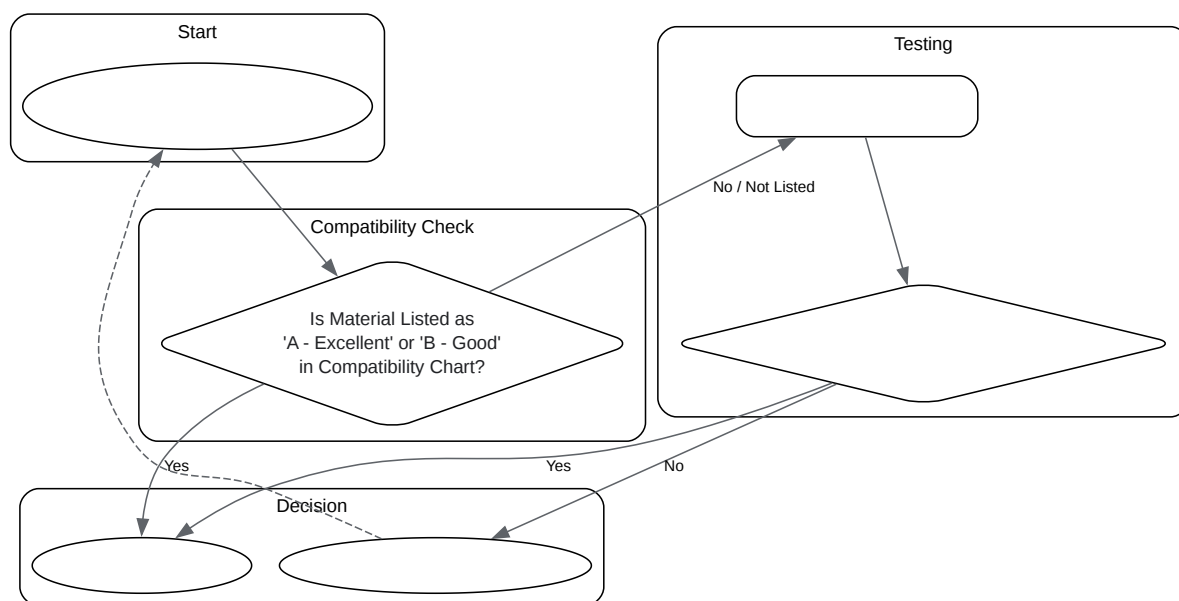 Start
Testing
No / Not Listed
Compatibility Check
Is Material Listed as
'A - Excellent' or 'B - Good'
in Compatibility Chart?
Yes
Yes
No
Decision